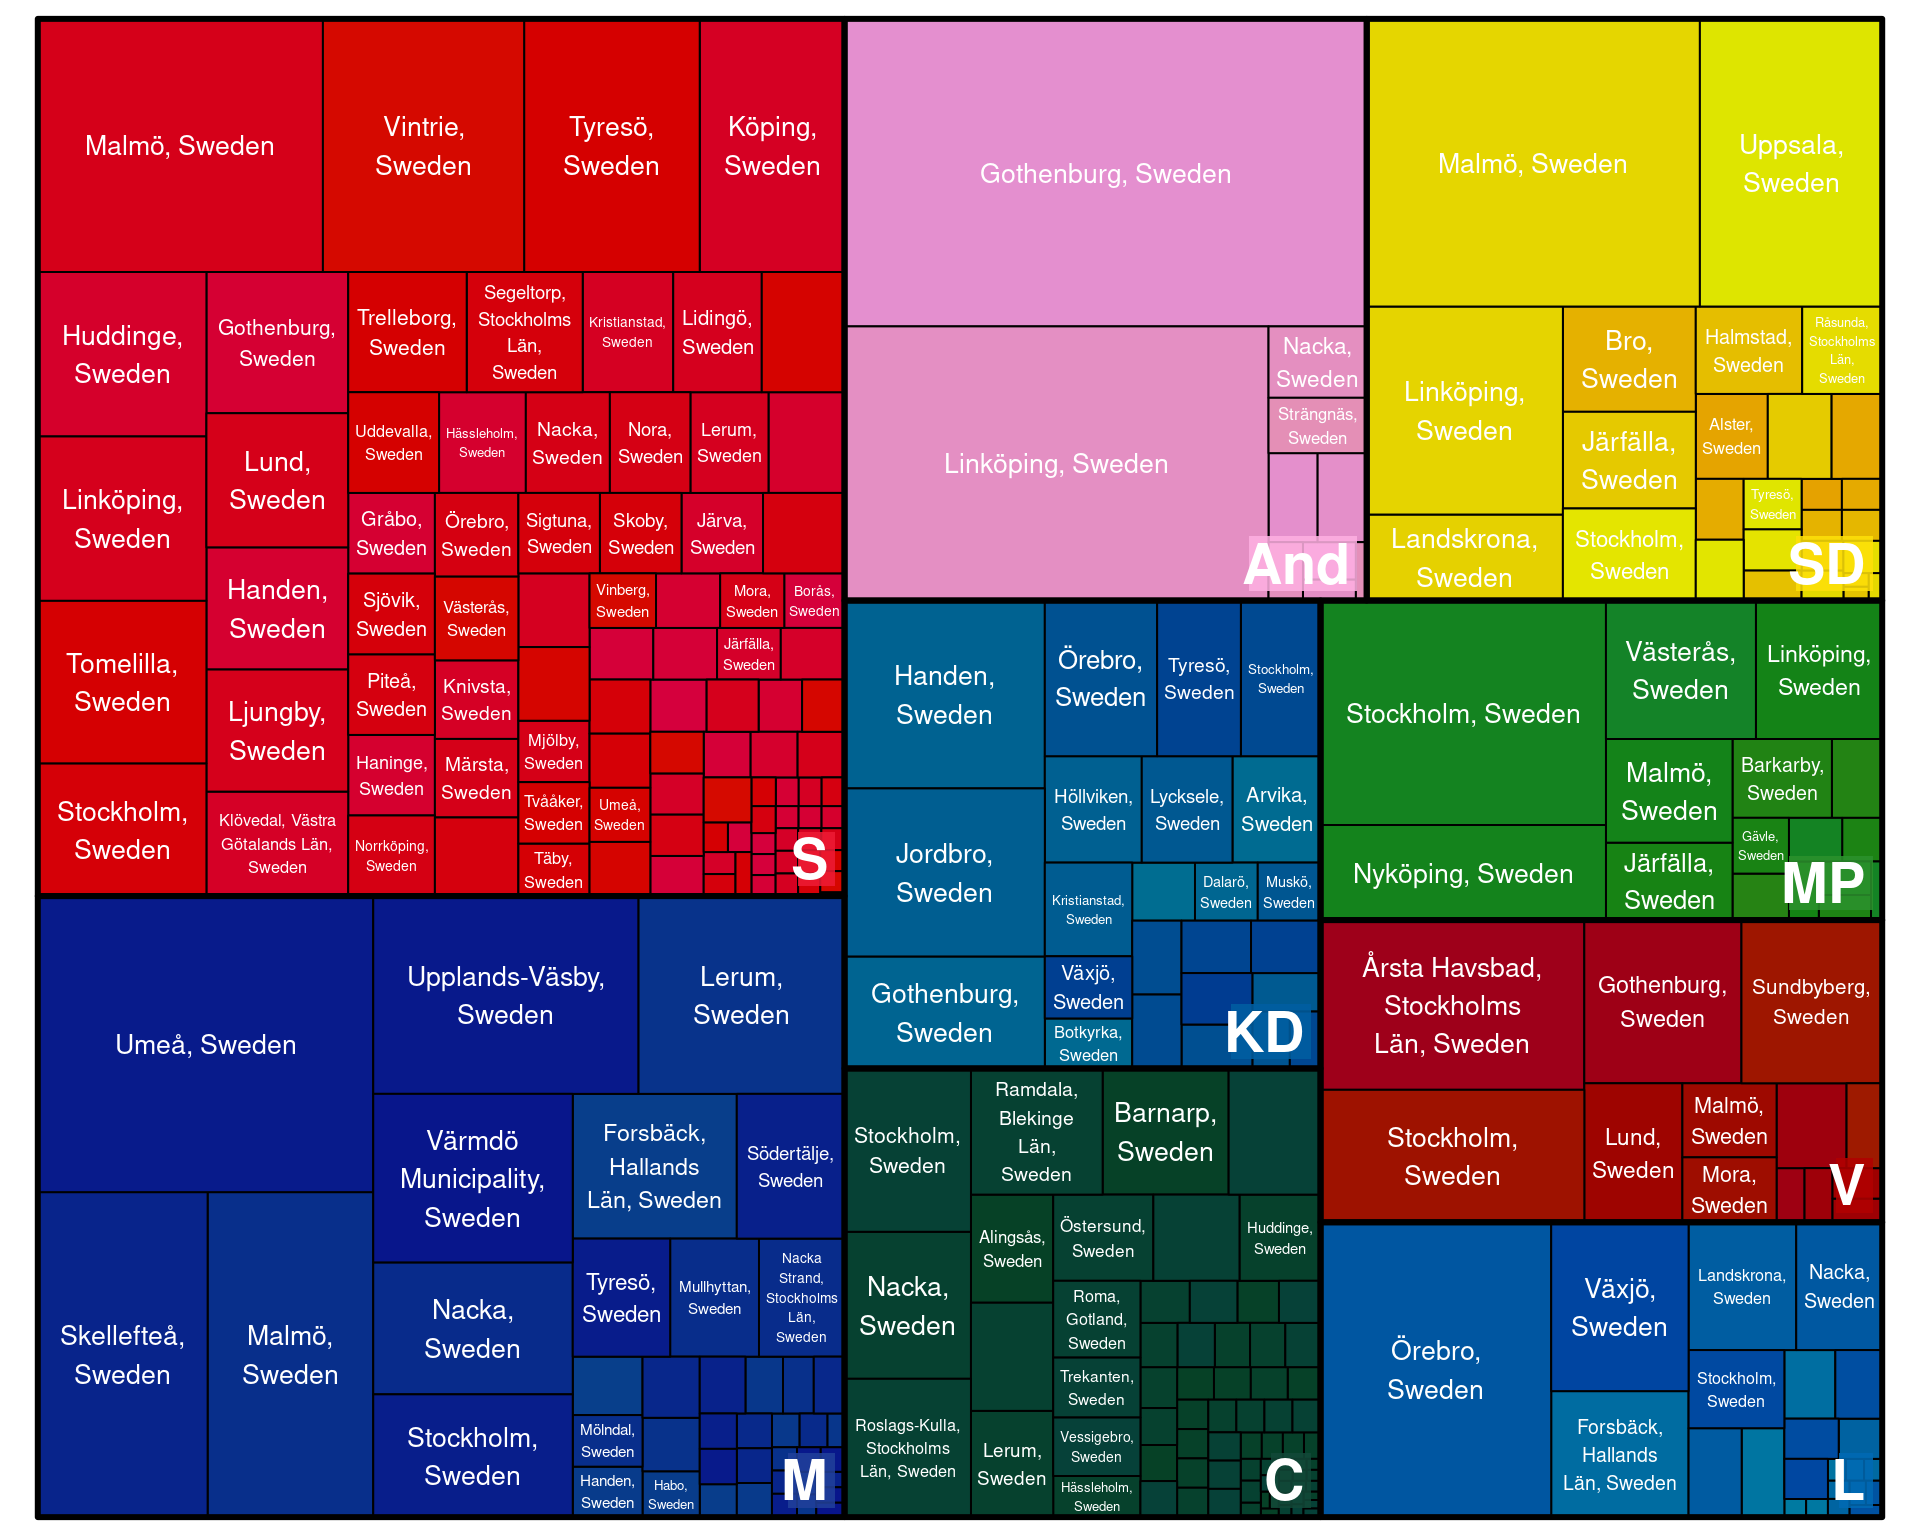 Malmö, Sweden
Vintrie,
Sweden
Tyresö,
Sweden
Köping,
Sweden
Huddinge,
Sweden
Gothenburg,
Sweden
Trelleborg,
Sweden
Segeltorp,
Stockholms
Län,
Sweden
Kristianstad,
Sweden
Lidingö,
Sweden
Linköping,
Sweden
Lund,
Sweden
Uddevalla,
Sweden
Hässleholm,
Sweden
Nacka,
Sweden
Nora,
Sweden
Lerum,
Sweden
Gråbo,
Sweden
Örebro,
Sweden
Sigtuna,
Sweden
Skoby,
Sweden
Järva,
Sweden
Handen,
Sweden
Sjövik,
Sweden
Västerås,
Sweden
Vinberg,
Sweden
Mora,
Sweden
Borås,
Sweden
Järfälla,
Sweden
Tomelilla,
Sweden
Ljungby,
Sweden
Piteå,
Sweden
Knivsta,
Sweden
Haninge,
Sweden
Märsta,
Sweden
Mjölby,
Sweden
Stockholm,
Sweden
Klövedal, Västra
Götalands Län,
Sweden
Norrköping,
Sweden
Tvååker,
Sweden
Umeå,
Sweden
Täby,
Sweden
S
Gothenburg, Sweden
Linköping, Sweden
Nacka,
Sweden
Strängnäs,
Sweden
And
Malmö, Sweden
Uppsala,
Sweden
Linköping,
Sweden
Bro,
Sweden
Halmstad,
Sweden
Råsunda,
Stockholms
Län,
Sweden
Järfälla,
Sweden
Alster,
Sweden
Landskrona,
Sweden
Stockholm,
Sweden
Tyresö,
Sweden
SD
Handen,
Sweden
Örebro,
Sweden
Tyresö,
Sweden
Stockholm,
Sweden
Jordbro,
Sweden
Höllviken,
Sweden
Lycksele,
Sweden
Arvika,
Sweden
Kristianstad,
Sweden
Dalarö,
Sweden
Muskö,
Sweden
Gothenburg,
Sweden
Växjö,
Sweden
Botkyrka,
Sweden
KD
Stockholm, Sweden
Västerås,
Sweden
Linköping,
Sweden
Malmö,
Sweden
Barkarby,
Sweden
Nyköping, Sweden
Järfälla,
Sweden
Gävle,
Sweden
MP
Umeå, Sweden
Upplands-Väsby,
Sweden
Lerum,
Sweden
Värmdö
Municipality,
Sweden
Forsbäck,
Hallands
Län, Sweden
Södertälje,
Sweden
Skellefteå,
Sweden
Malmö,
Sweden
Nacka,
Sweden
Tyresö,
Sweden
Mullhyttan,
Sweden
Nacka
Strand,
Stockholms
Län,
Sweden
Stockholm,
Sweden
Mölndal,
Sweden
Handen,
Sweden
Habo,
Sweden
M
Stockholm,
Sweden
Ramdala,
Blekinge
Län,
Sweden
Barnarp,
Sweden
Nacka,
Sweden
Alingsås,
Sweden
Östersund,
Sweden
Huddinge,
Sweden
Roma,
Gotland,
Sweden
Trekanten,
Sweden
Roslags-Kulla,
Stockholms
Län, Sweden
Lerum,
Sweden
Vessigebro,
Sweden
Hässleholm,
Sweden
C
Årsta Havsbad,
Stockholms
Län, Sweden
Gothenburg,
Sweden
Sundbyberg,
Sweden
Stockholm,
Sweden
Lund,
Sweden
Malmö,
Sweden
Mora,
Sweden
V
Örebro,
Sweden
Växjö,
Sweden
Landskrona,
Sweden
Nacka,
Sweden
Forsbäck,
Hallands
Län, Sweden
Stockholm,
Sweden
L